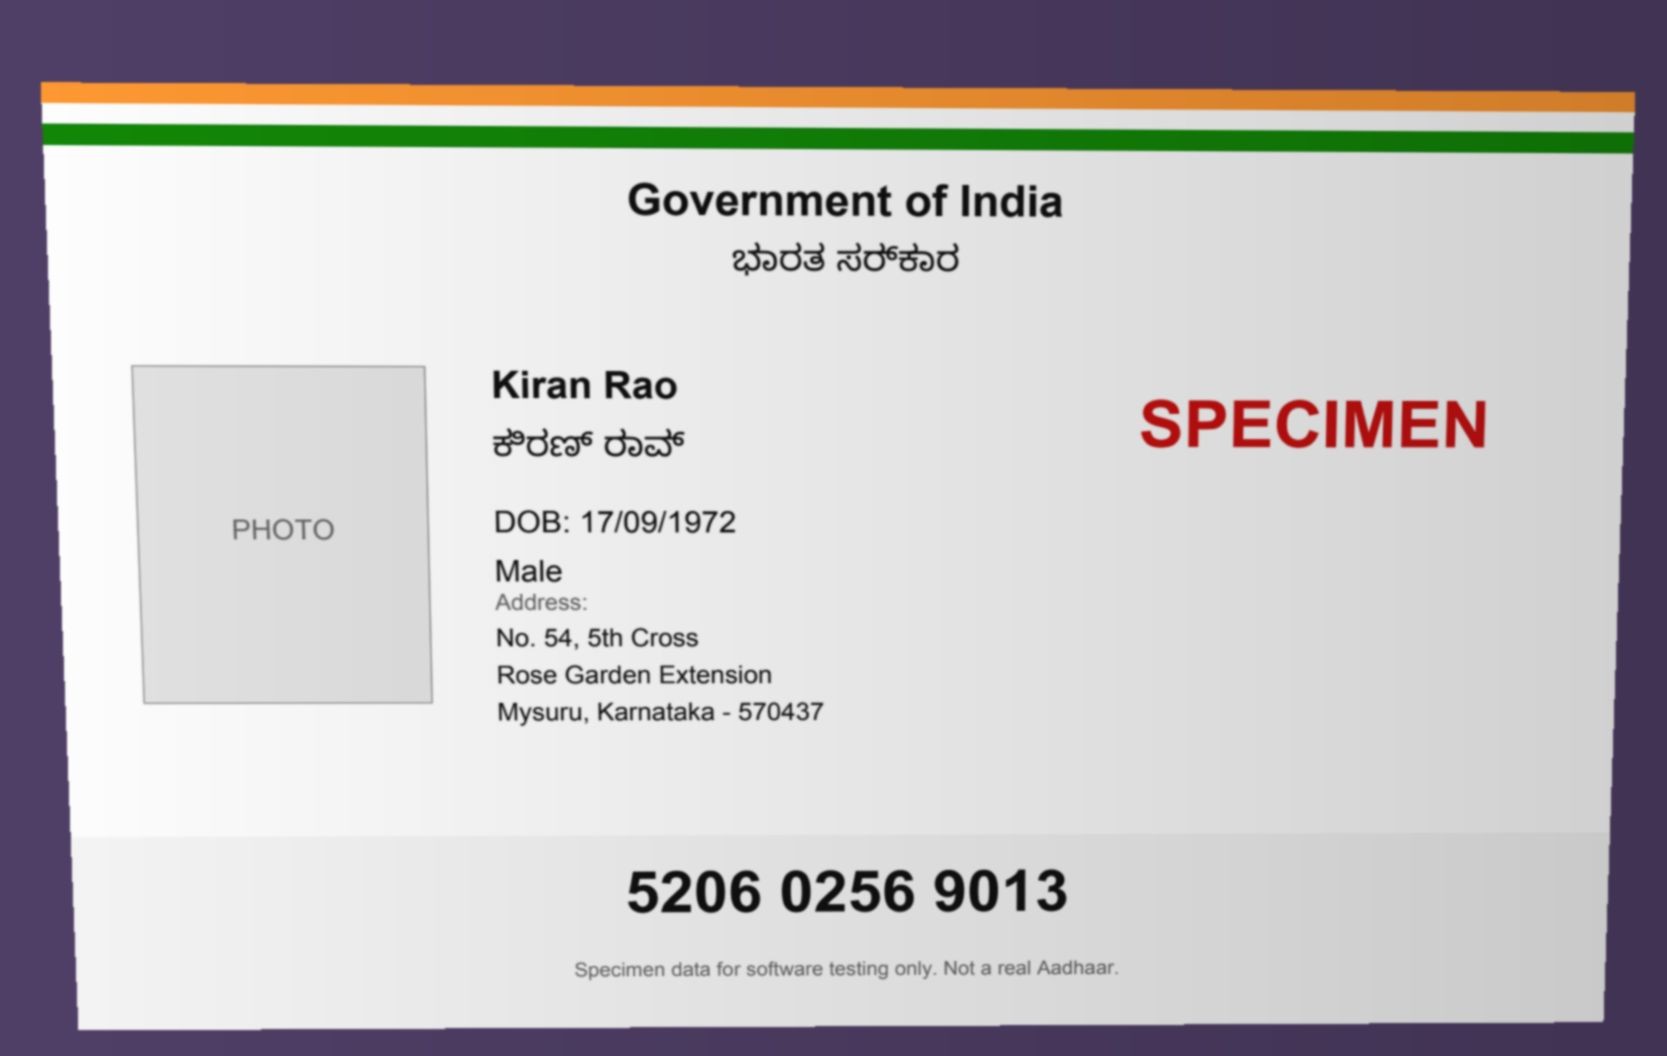 Government of India
ಭಾರತ ಸರ್ಕಾರ
Kiran Rao
ಕಿರಣ್ ರಾವ್
SPECIMEN
PHOTO
DOB: 17/09/1972
Male
Address:
No. 54, 5th Cross
Rose Garden Extension
Mysuru, Karnataka - 570437
5206 0256 9013
Specimen data for software testing only. Not a real Aadhaar.